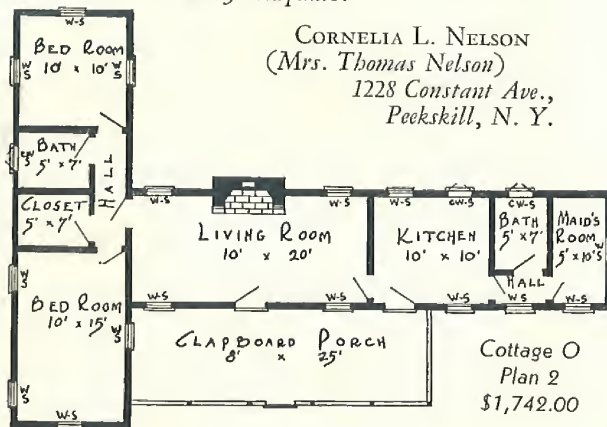 CORNELIA L. NELSON
(Mrs. Thomas Nelson)
1228 Constant Ave.,
Peekskill, N. Y.
W-S
BED ROOM
10' x 10'
W S
W S
BATH
5' x 7'
HALL
CLOSET
5' x 7'
W-S
W-S
W-S
CW-S
CW-S
LIVING ROOM
10' x 20'
KITCHEN
10' x 10'
BATH
5' x 7'
MAID'S
ROOM
5' x 10'
W S
HALL
W S
BED ROOM
10' x 15'
W-S
W-S
W-S
W S
W-S
W S
CLAPBOARD PORCH
8' x 25'
W S
W-S
Cottage O
Plan 2
$1,742.00